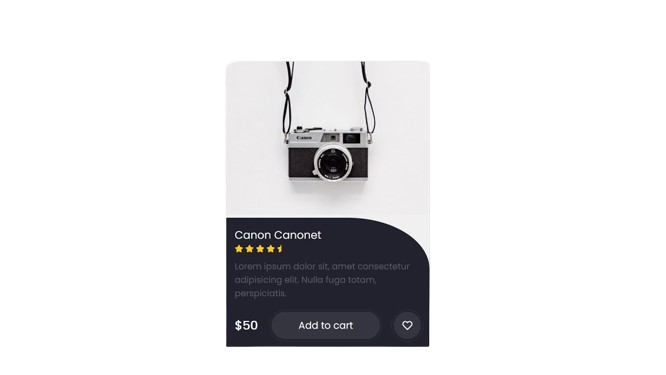 Canon
Canon Canonet
Lorem ipsum dolor sit, amet consectetur
adipisicing elit. Nulla fuga totam,
perspiciatis.
$50
Add to cart